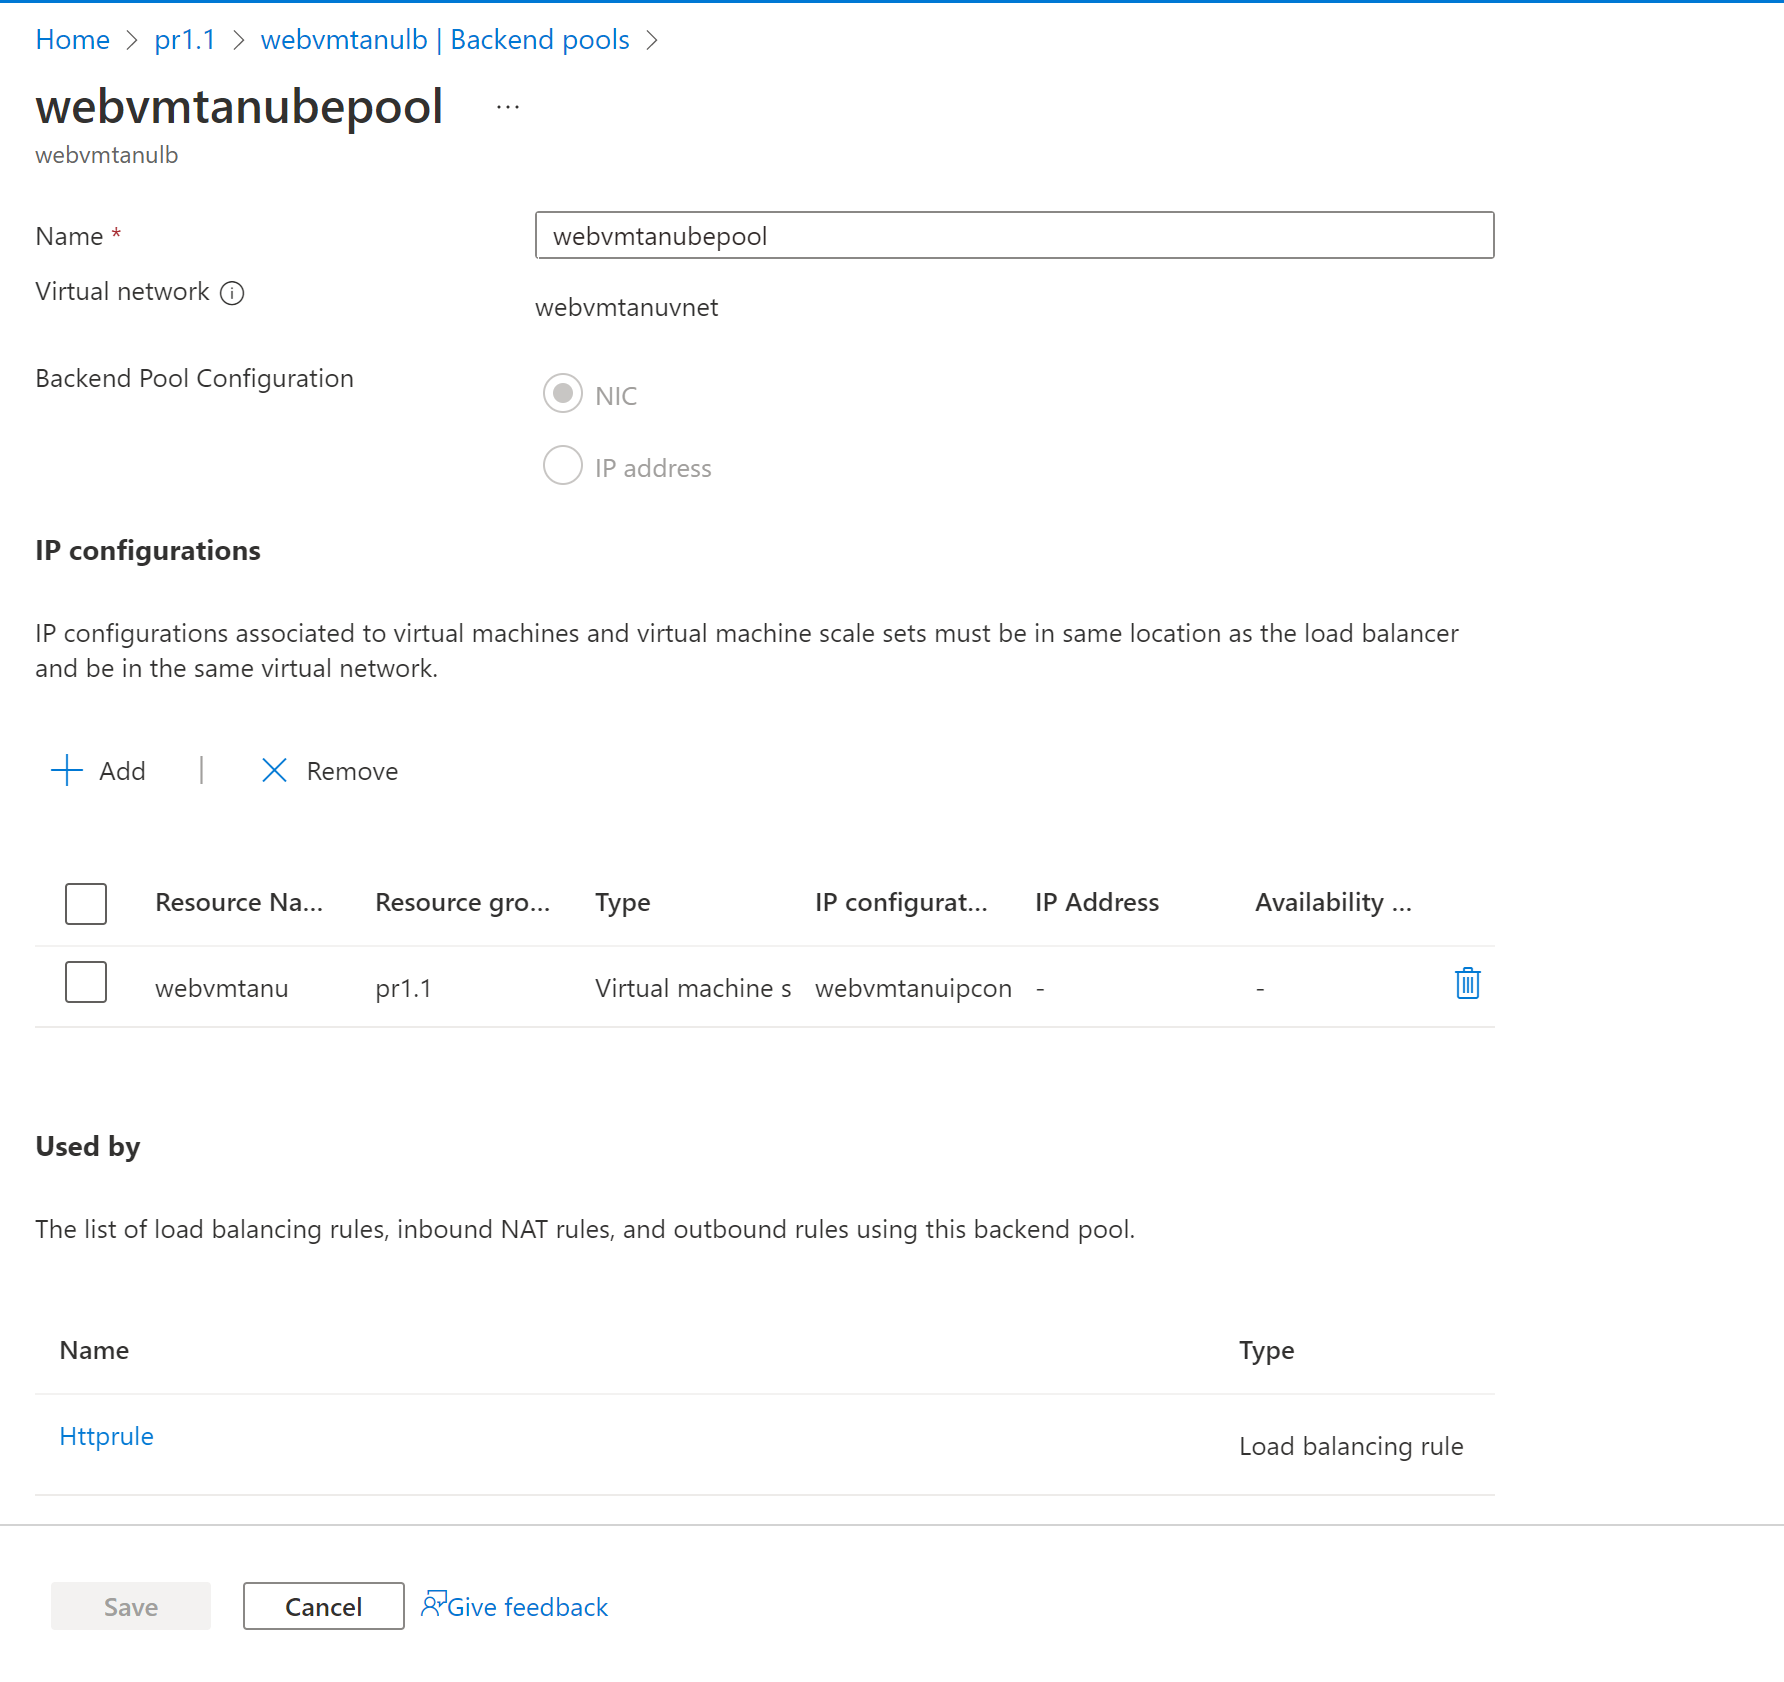 Home > pr1.1 > webvmtanulb | Backend pools >
webvmtanubepool ...
webvmtanulb
Name * webvmtanubepool
Virtual network webvmtanuvnet
Backend Pool Configuration NIC
IP address
IP configurations
IP configurations associated to virtual machines and virtual machine scale sets must be in same location as the load balancer
and be in the same virtual network.
Add | Remove
Resource Na... Resource gro... Type IP configurat... IP Address Availability ...
webvmtanu pr1.1 Virtual machine s webvmtanuipcon - -
Used by
The list of load balancing rules, inbound NAT rules, and outbound rules using this backend pool.
Name Type
Httprule Load balancing rule
Save Cancel Give feedback